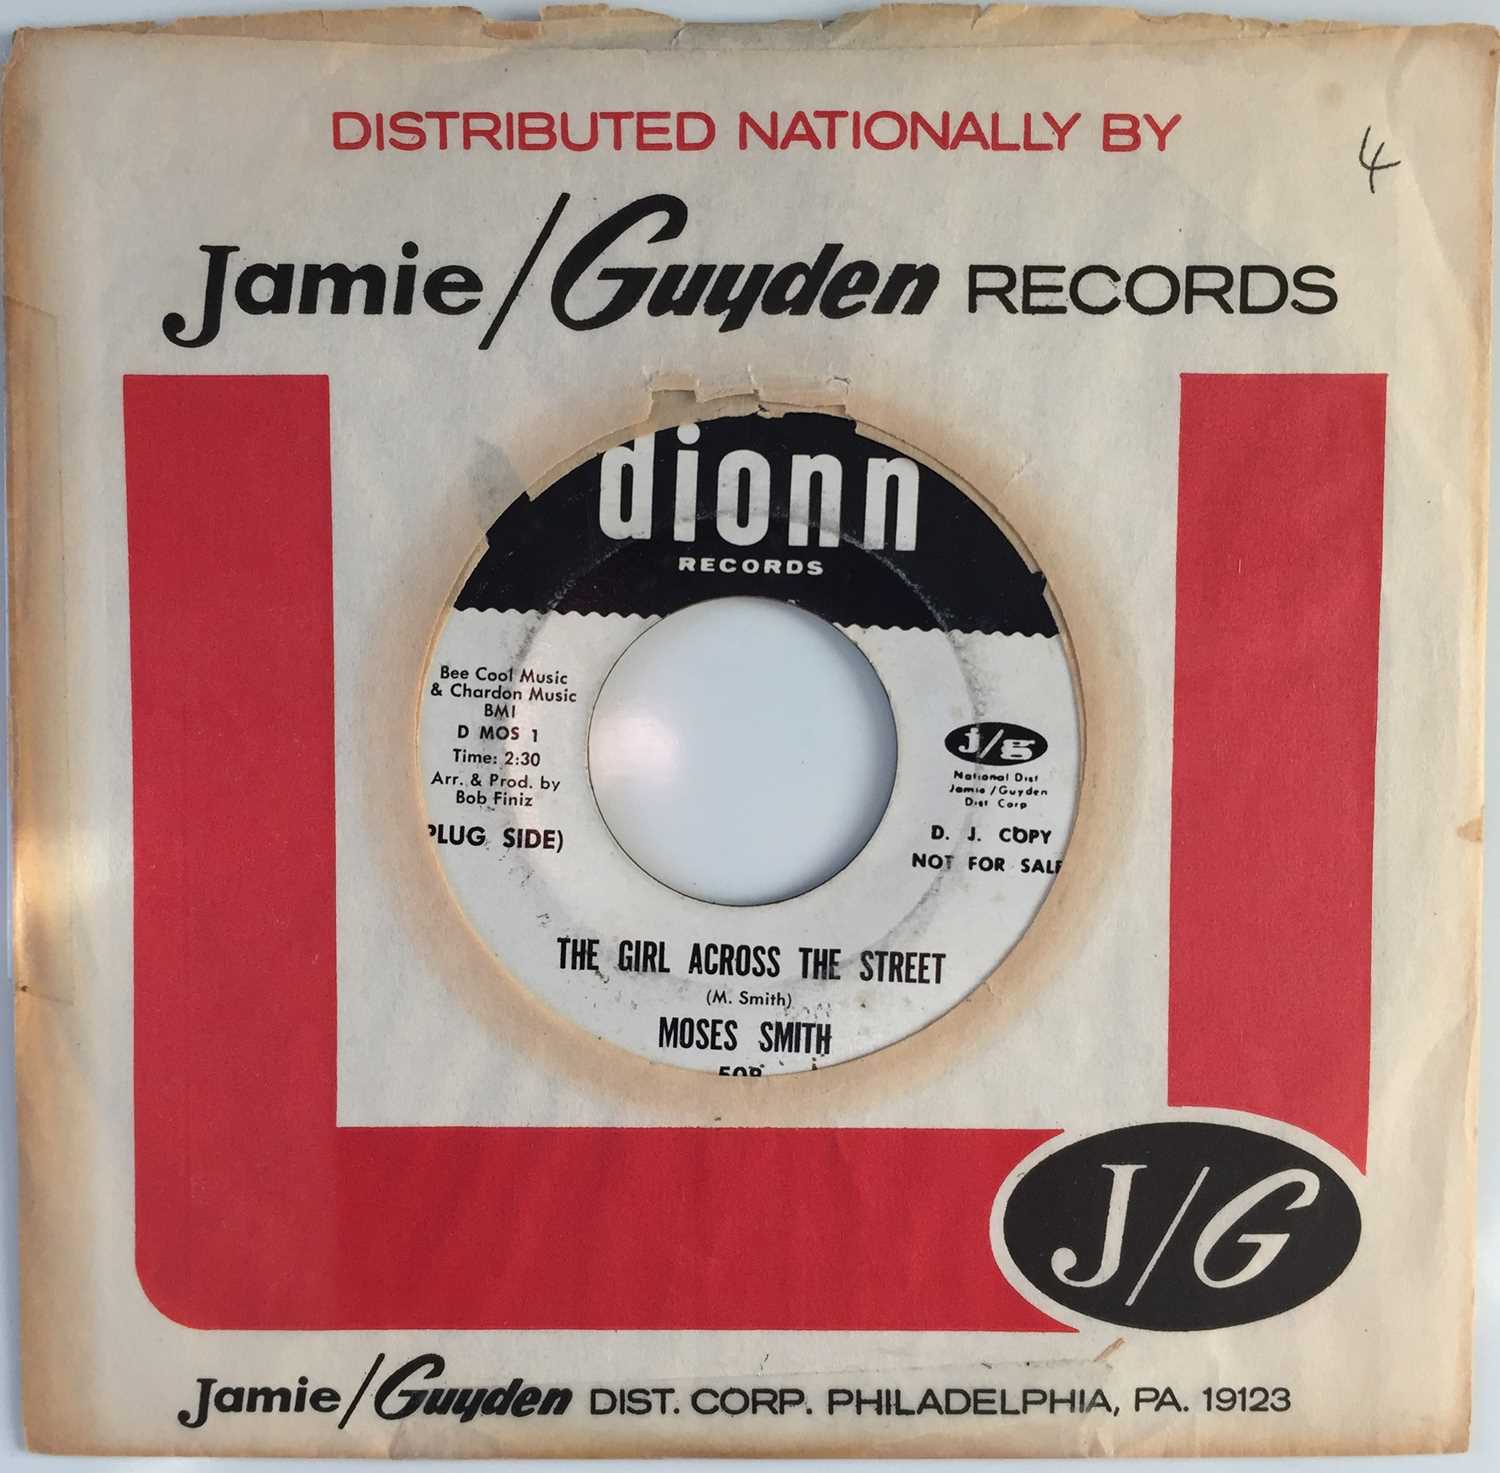 DISTRIBUTED NATIONALLY BY
4
Jamie/Guyden RECORDS
dionn
RECORDS
Bee Cool Music
& Chardon Music
BMI
D MOS 1
Time: 2:30
Arr. & Prod. by
Bob Finiz
PLUG SIDE)
j/g
National Dist
Jamie/Guyden
Dist Corp
D. J. COPY
NOT FOR SALE
THE GIRL ACROSS THE STREET
(M. Smith)
MOSES SMITH
J/G
Jamie/Guyden DIST. CORP. PHILADELPHIA, PA. 19123